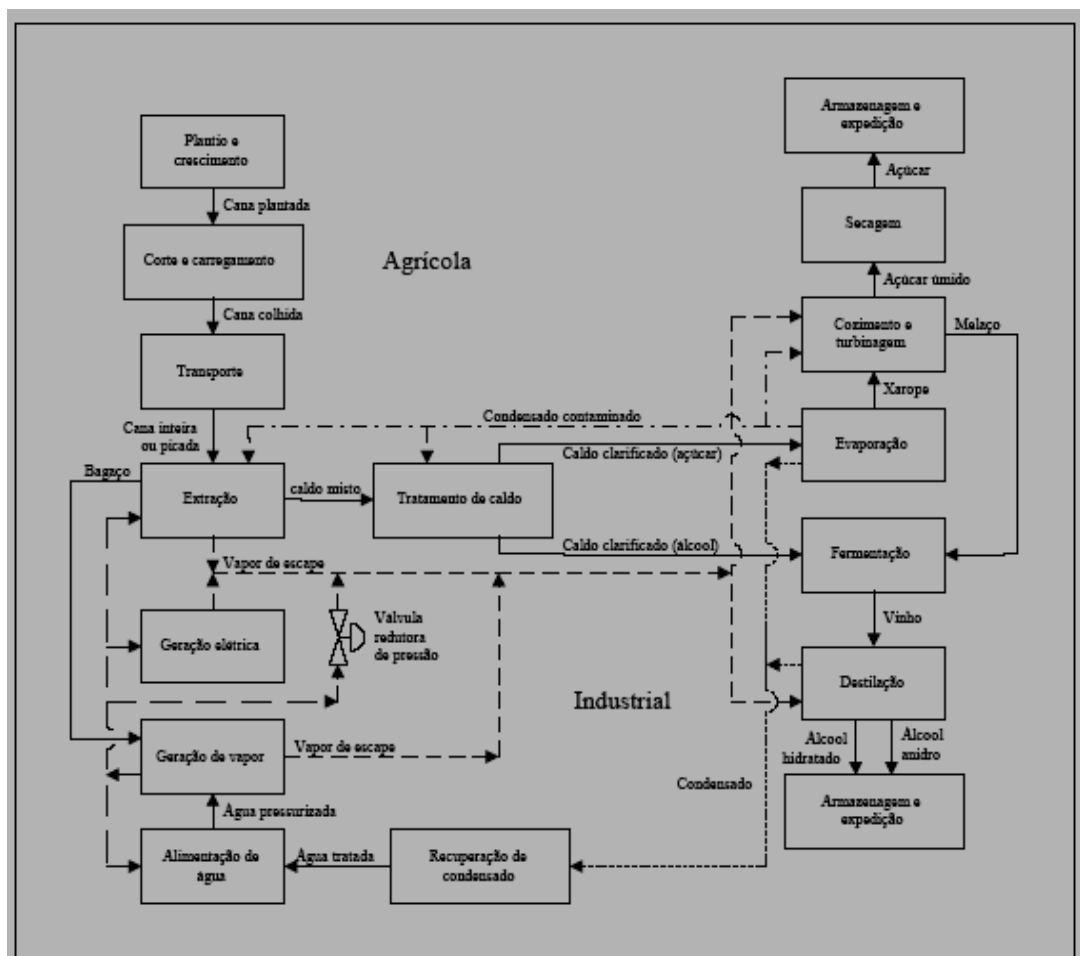 Armazenagem e
expedição
Açúcar
Secagem
Açúcar úmido
Cozimento e
turbinagem
Melaço
Xarope
Evaporação
Plantio e
crescimento
Cana plantada
Corte e carregamento
Agrícola
Cana colhida
Transporte
Cana inteira
ou picada
Condensado contaminado
Caldo clarificado (açúcar)
Bagaço
Extração
caldo misto
Tratamento de caldo
Caldo clarificado (álcool)
Fermentação
Vapor de escape
Vinho
Geração elétrica
Válvula
redutora
de pressão
Destilação
Industrial
Álcool
hidratado
Álcool
anidro
Geração de vapor
Vapor de escape
Condensado
Armazenagem e
expedição
Água pressurizada
Alimentação de
água
Água tratada
Recuperação de
condensado